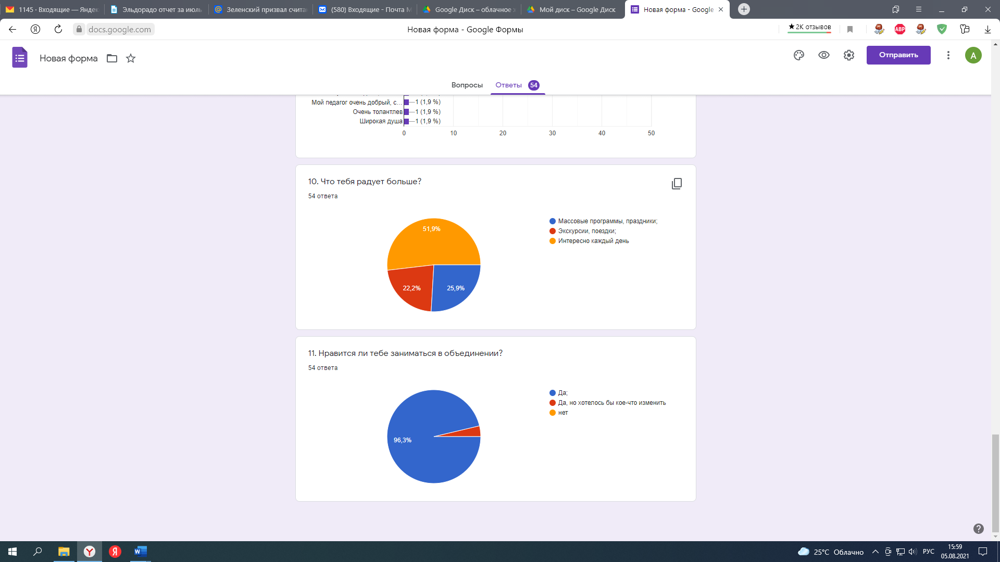 1145 · Входящие — Яндек
Эльдорадо отчет за июль
Зеленский призвал счита
(580) Входящие - Почта М
Google Диск – облачное х
Мой диск – Google Диск
Новая форма - Google
docs.google.com
Новая форма - Google Формы
★ 2К отзывов
ABP
Новая форма
Отправить
А
Вопросы
Ответы 54
Мой педагог очень добрый, с... 1 (1,9 %)
Очень толантлев 1 (1,9 %)
Широкая душа 1 (1,9 %)
0 10 20 30 40 50
10. Что тебя радует больше?
54 ответа
51,9%
22,2%
25,9%
Массовые программы, праздники;
Экскурсии, поездки;
Интересно каждый день
11. Нравится ли тебе заниматься в объединении?
54 ответа
96,3%
Да;
Да, но хотелось бы кое-что изменить
нет
25°C Облачно
РУС
15:59
05.08.2021